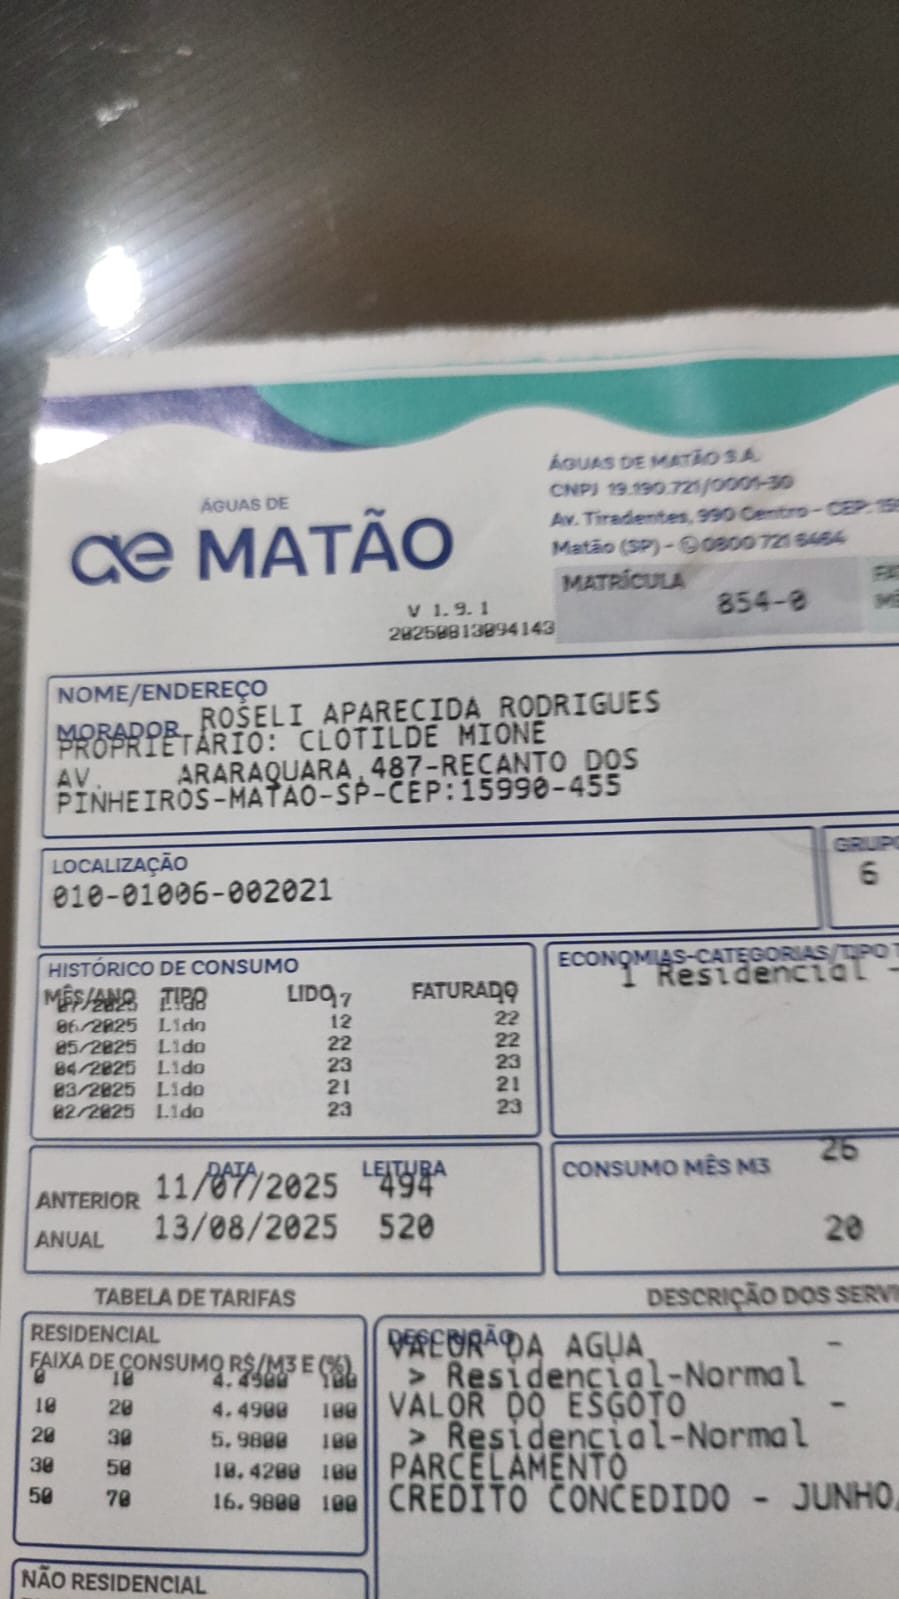 ÁGUAS DE
ae MATÃO
ÁGUAS DE MATÃO S.A.
CNPJ 19.190.721/0001-30
Av. Tiradentes, 990 Centro - CEP: 15
Matão (SP) - 0800 721 6464
MATRÍCULA
854-0
V 1.9.1
20250813094143
NOME/ENDEREÇO
MORADOR ROSELI APARECIDA RODRIGUES
PROPRIETARIO: CLOTILDE MIONE
AV. ARARAQUARA,487-RECANTO DOS
PINHEIROS-MATAO-SP-CEP:15990-455
LOCALIZAÇÃO
010-01006-002021
GRUPO
6
HISTÓRICO DE CONSUMO
MÊS/ANO TIPO LIDO FATURADO
07/2025 Lido 17
06/2025 Lido 12 22
05/2025 Lido 22 22
04/2025 Lido 23 23
03/2025 Lido 21 21
02/2025 Lido 23 23
ECONOMIAS-CATEGORIAS/TIPO
1 Residencial -
DATA LEITURA
ANTERIOR 11/07/2025 494
ANUAL 13/08/2025 520
CONSUMO MÊS M3 26
20
TABELA DE TARIFAS
RESIDENCIAL
FAIXA DE CONSUMO R$/M3 E (%)
0 10 4.4900 100
10 20 4.4900 100
20 30 5.9800 100
30 50 10.4200 100
50 70 16.9800 100
NÃO RESIDENCIAL
DESCRIÇÃO DOS SERVI
DESCRIÇÃO
VALOR DA AGUA -
> Residencial-Normal
VALOR DO ESGOTO -
> Residencial-Normal
PARCELAMENTO
CREDITO CONCEDIDO - JUNHO/